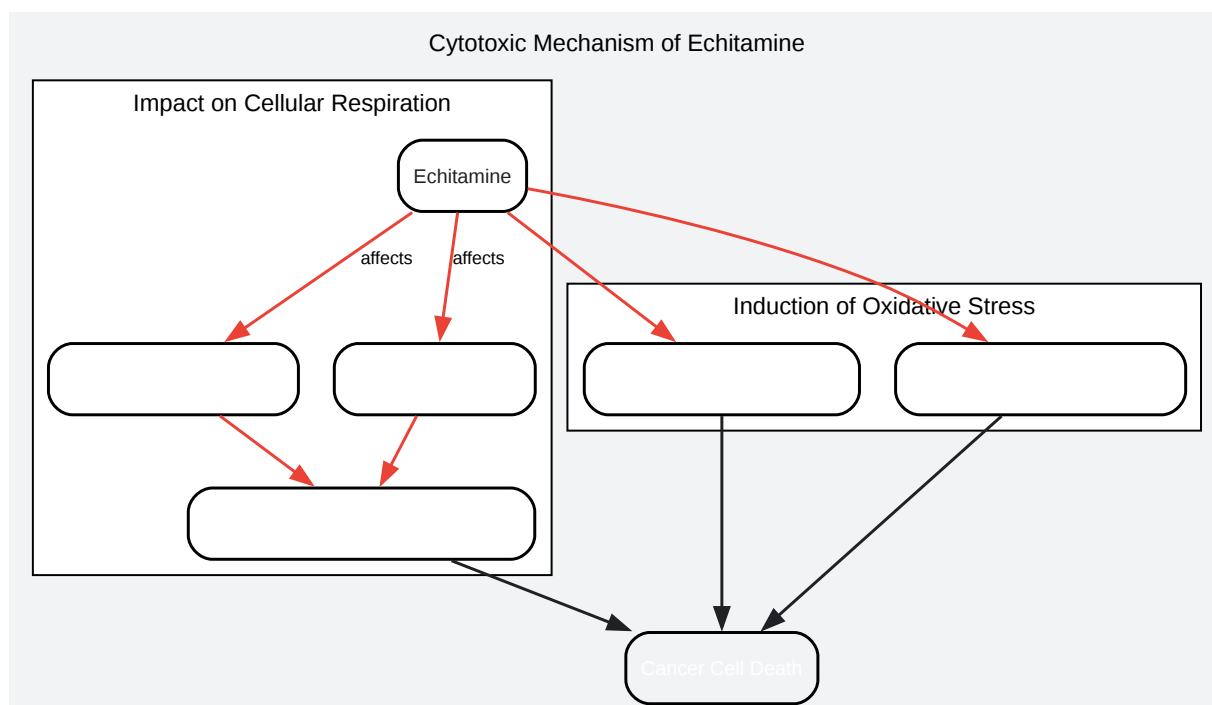 Cytotoxic Mechanism of Echitamine
Impact on Cellular Respiration
Echitamine
affects
affects
Induction of Oxidative Stress
Cancer Cell Death